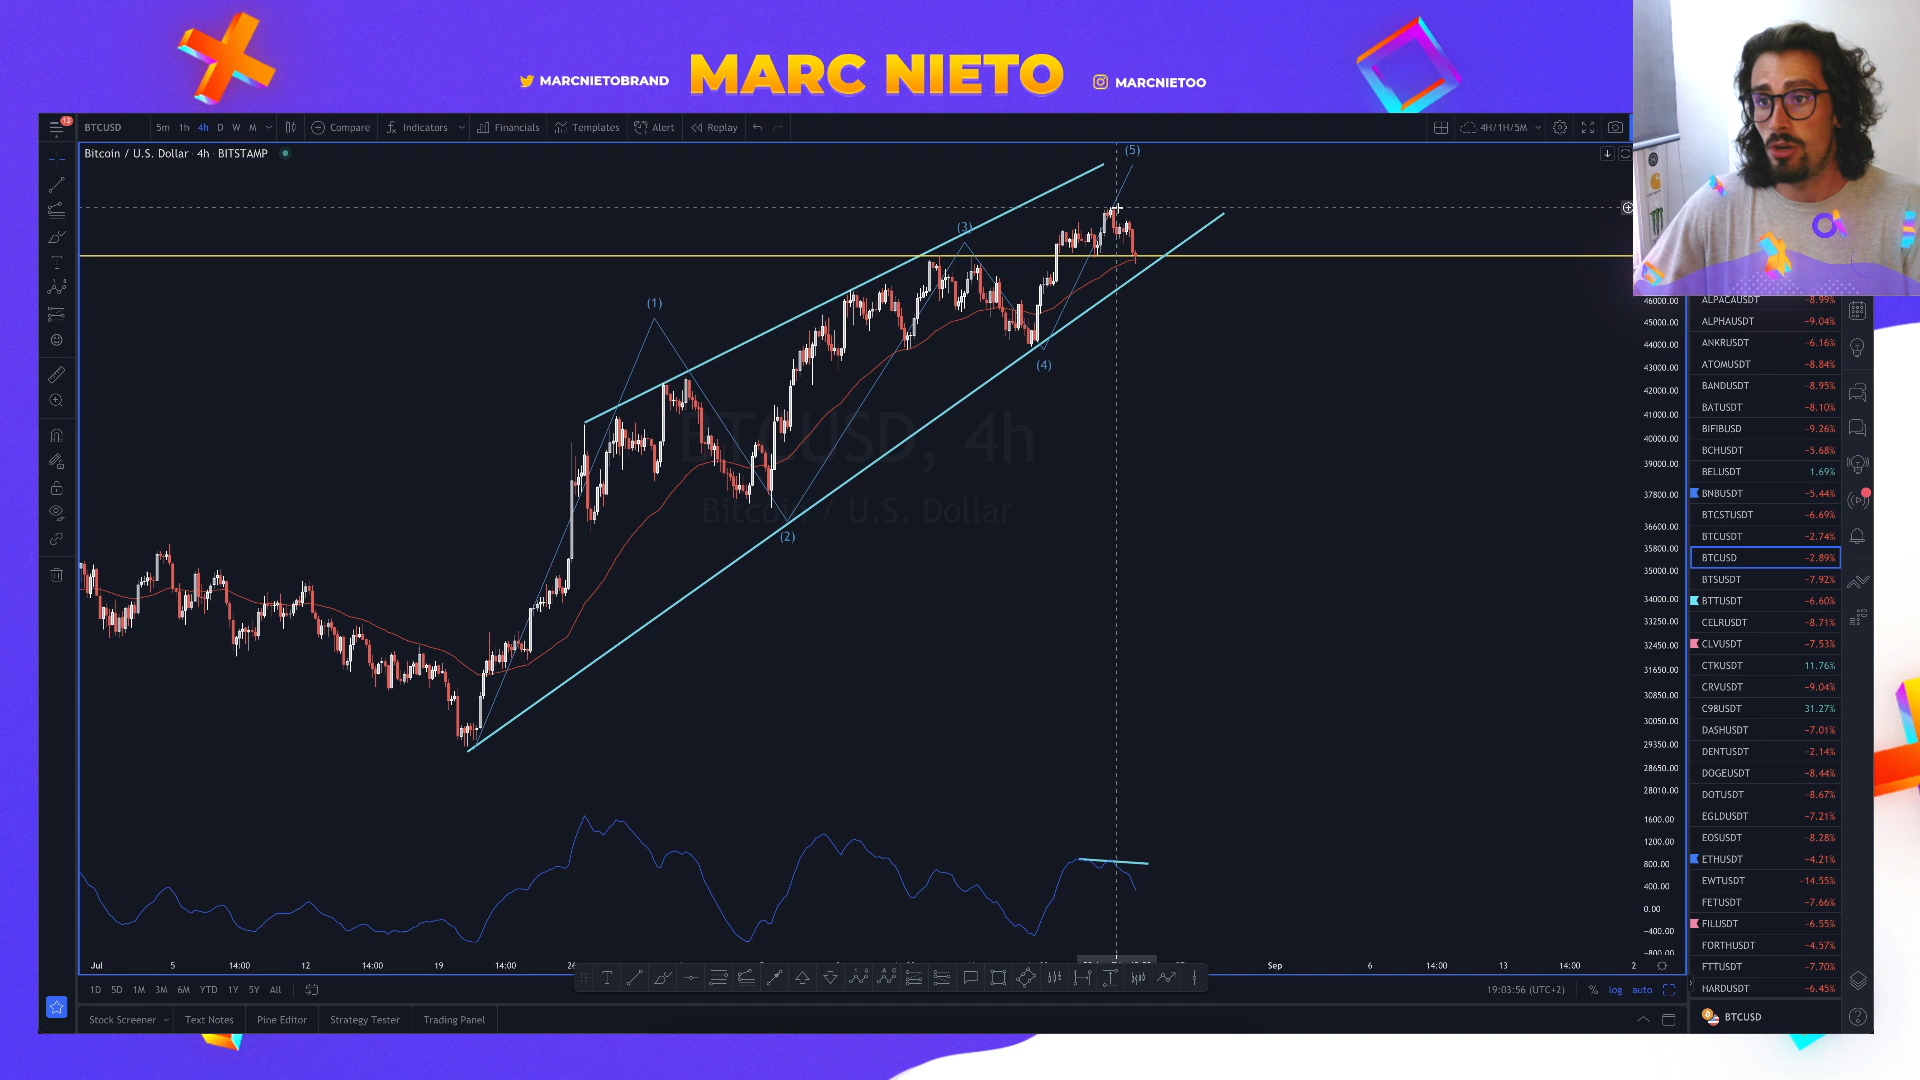 MARCNIETOBRAND
MARC NIETO
MARCNIETOO
13
BTCUSD
5m 1h 4h D W M
Compare
Indicators
Financials
Templates
Alert
Replay
4H/1H/5M
Bitcoin / U.S. Dollar · 4h · BITSTAMP
(1)
(2)
(3)
(4)
(5)
BTCUSD, 4h
Bitcoin / U.S. Dollar
46000.00
45000.00
44000.00
43000.00
42000.00
41000.00
40000.00
39000.00
37800.00
36600.00
35800.00
35000.00
34000.00
33250.00
32450.00
31650.00
30850.00
30050.00
29350.00
28650.00
28010.00
1600.00
1200.00
800.00
400.00
0.00
−400.00
−800.00
Jul 5 14:00 12 14:00 19 14:00 Sep 6 14:00 13 14:00 2
ALPACAUSDT −8.99%
ALPHAUSDT −9.04%
ANKRUSDT −6.16%
ATOMUSDT −8.84%
BANDUSDT −8.95%
BATUSDT −8.10%
BIFIBUSD −9.26%
BCHUSDT −5.68%
BELUSDT 1.69%
BNBUSDT −5.44%
BTCSTUSDT −6.69%
BTCUSDT −2.74%
BTCUSD −2.89%
BTSUSDT −7.92%
BTTUSDT −6.60%
CELRUSDT −8.71%
CLVUSDT −7.53%
CTKUSDT 11.76%
CRVUSDT −9.04%
C9BUSDT 31.27%
DASHUSDT −7.01%
DENTUSDT −2.14%
DOGEUSDT −8.44%
DOTUSDT −8.67%
EGLDUSDT −7.21%
EOSUSDT −8.28%
ETHUSDT −4.21%
EWTUSDT −14.55%
FETUSDT −7.66%
FILUSDT −6.55%
FORTHUSDT −4.57%
FTTUSDT −7.70%
HARDUSDT −6.45%
1D 5D 1M 3M 6M YTD 1Y 5Y All
19:03:56 (UTC+2) % log auto
Stock Screener
Text Notes
Pine Editor
Strategy Tester
Trading Panel
BTCUSD